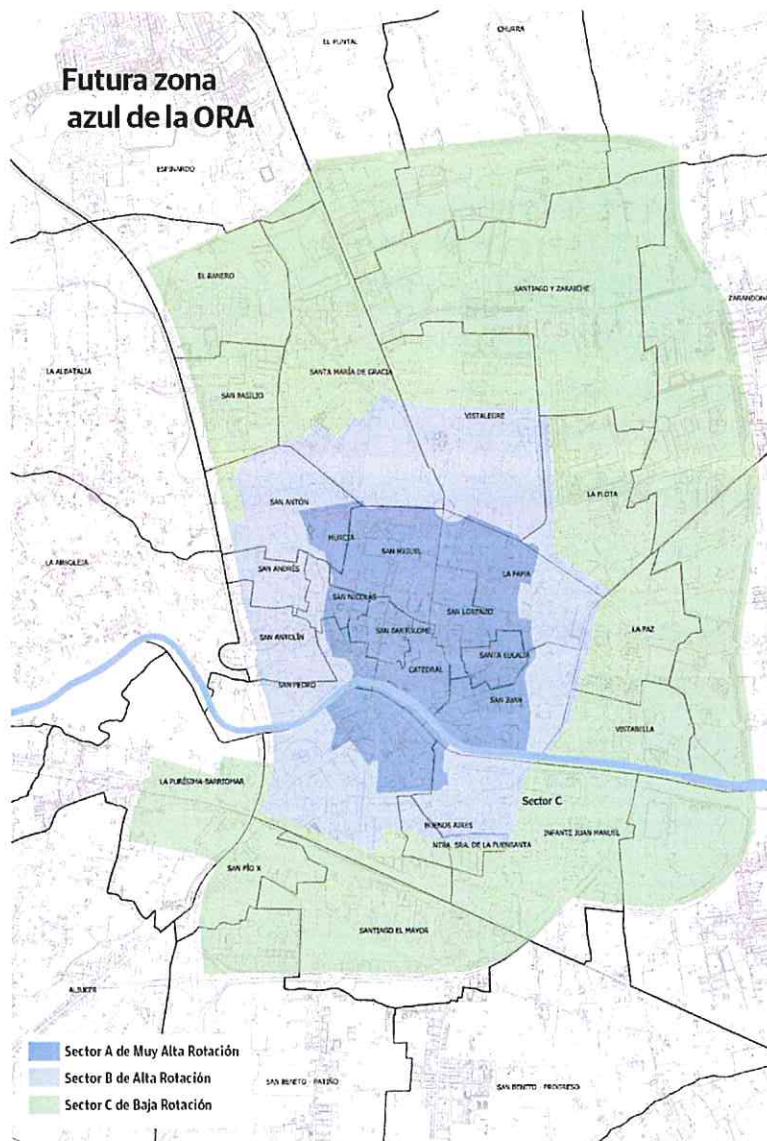 Futura zona
azul de la ORA
EL PUNTAL
CHURRA
ESPINARDO
EL RANERO
SANTIAGO Y ZARAICHE
ZARANDONA
LA ALBATALIA
SANTA MARÍA DE GRACIA
SAN BASILIO
VISTALEGRE
SAN ANTÓN
LA FLOTA
MURCIA
SAN MIGUEL
LA ARBOLEJA
SAN ANDRÉS
LA FAMA
SAN NICOLÁS
SAN LORENZO
SAN BARTOLOMÉ
LA PAZ
SAN ANTOLÍN
SANTA EULALIA
CATEDRAL
SAN PEDRO
SAN JUAN
VISTABELLA
LA PURÍSIMA-BARRIOMAR
Sector C
BUENOS AIRES
INFANTE JUAN MANUEL
NTRA. SRA. DE LA FUENSANTA
SAN PÍO X
SANTIAGO EL MAYOR
ALJUCER
Sector A de Muy Alta Rotación
Sector B de Alta Rotación
Sector C de Baja Rotación
SAN BENITO - PATIÑO
SAN BENITO - PROGRESO